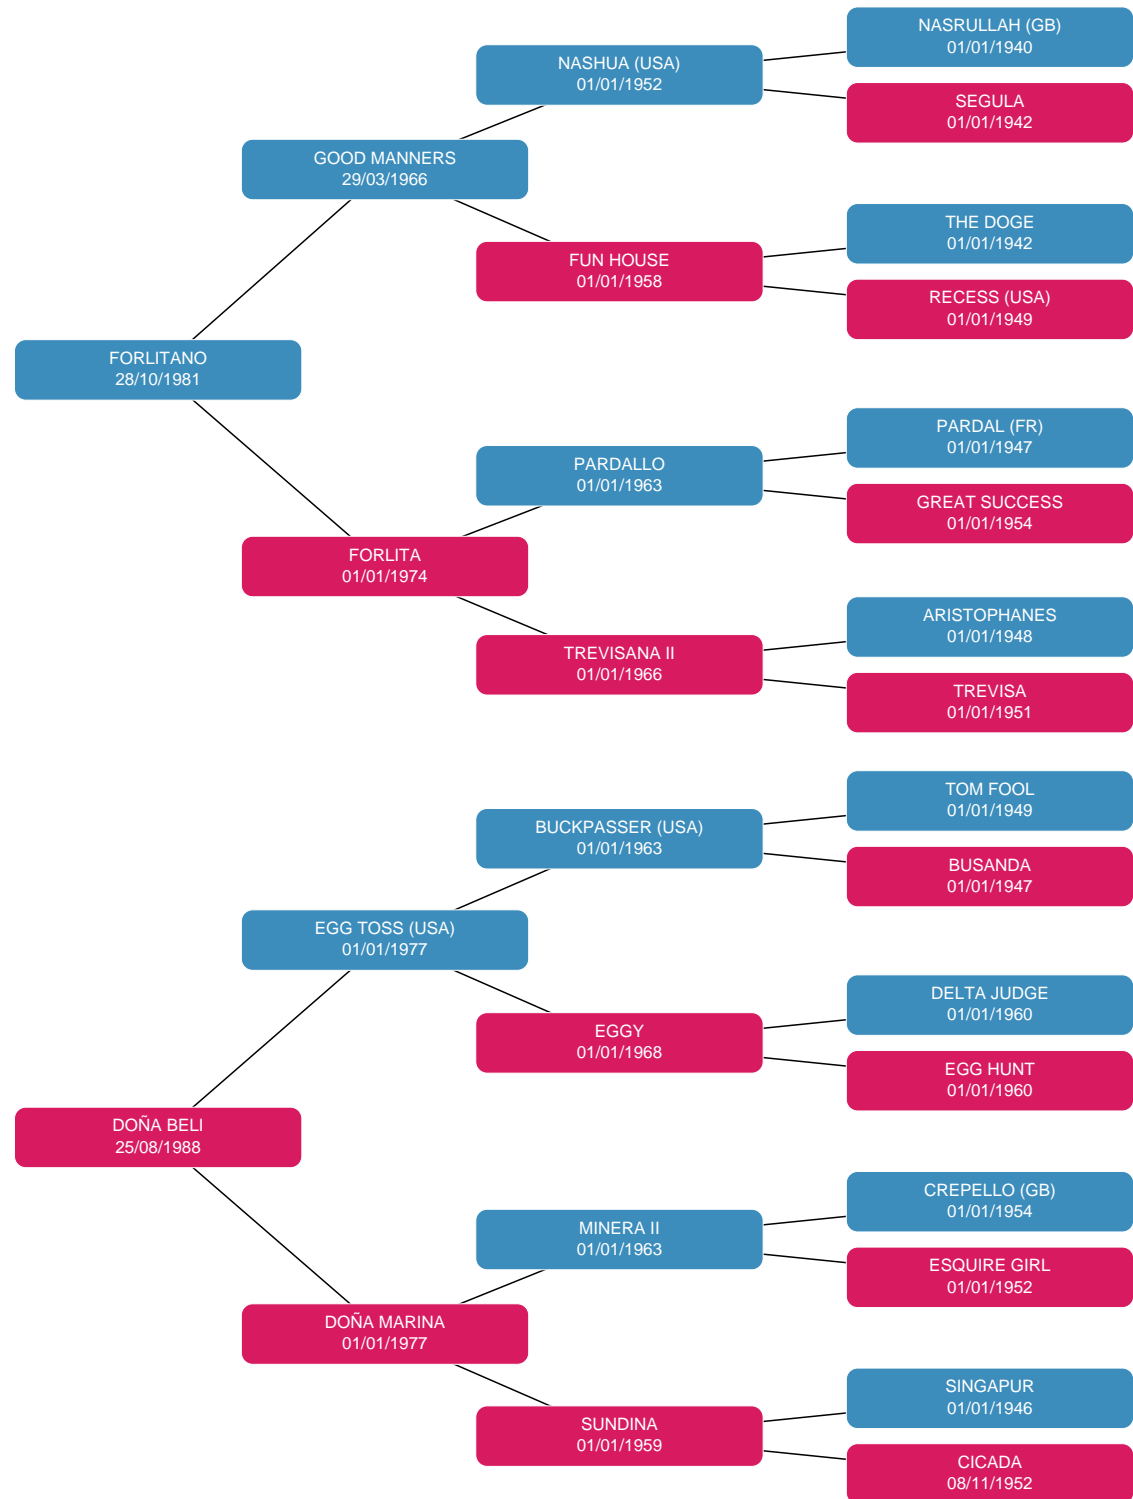 NASRULLAH (GB)
01/01/1940
NASHUA (USA)
01/01/1952
SEGULA
01/01/1942
GOOD MANNERS
29/03/1966
THE DOGE
01/01/1942
FUN HOUSE
01/01/1958
RECESS (USA)
01/01/1949
FORLITANO
28/10/1981
PARDAL (FR)
01/01/1947
PARDALLO
01/01/1963
GREAT SUCCESS
01/01/1954
FORLITA
01/01/1974
ARISTOPHANES
01/01/1948
TREVISANA II
01/01/1966
TREVISA
01/01/1951
TOM FOOL
01/01/1949
BUCKPASSER (USA)
01/01/1963
BUSANDA
01/01/1947
EGG TOSS (USA)
01/01/1977
DELTA JUDGE
01/01/1960
EGGY
01/01/1968
EGG HUNT
01/01/1960
DOÑA BELI
25/08/1988
CREPELLO (GB)
01/01/1954
MINERA II
01/01/1963
ESQUIRE GIRL
01/01/1952
DOÑA MARINA
01/01/1977
SINGAPUR
01/01/1946
SUNDINA
01/01/1959
CICADA
08/11/1952